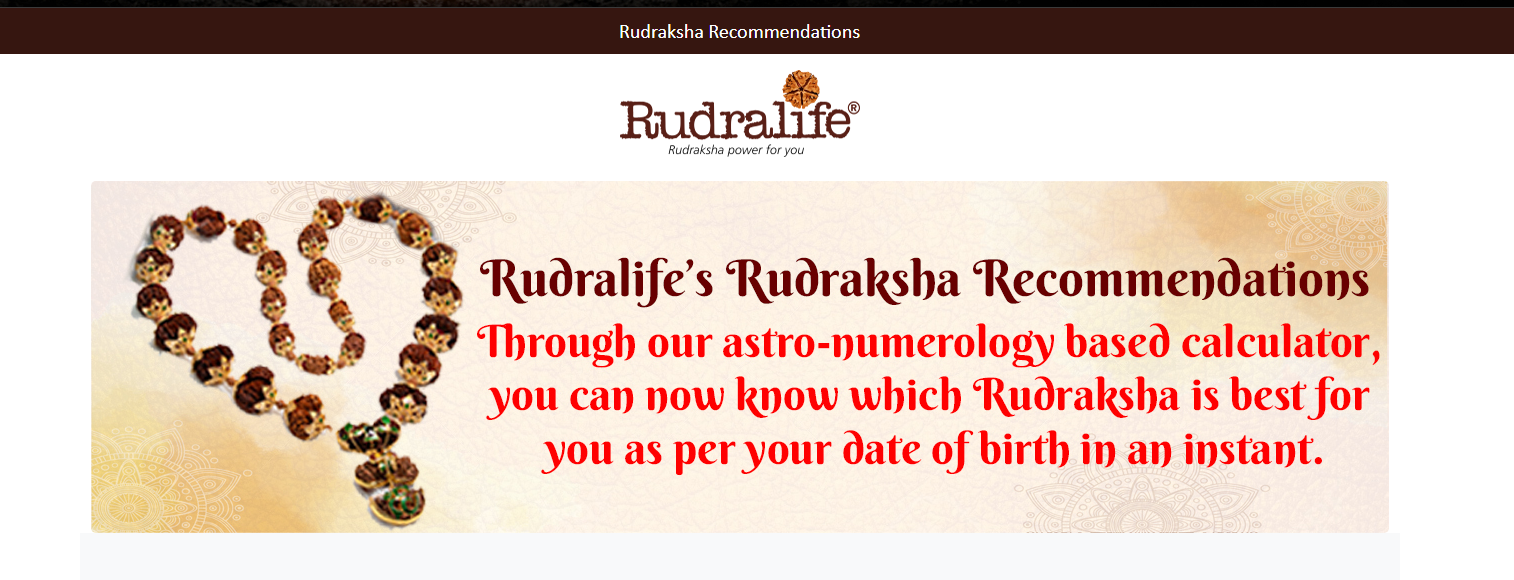 Rudraksha Recommendations
Rudralife®
Rudraksha power for you
Rudralife's Rudraksha Recommendations
Through our astro-numerology based calculator,
you can now know which Rudraksha is best for
you as per your date of birth in an instant.